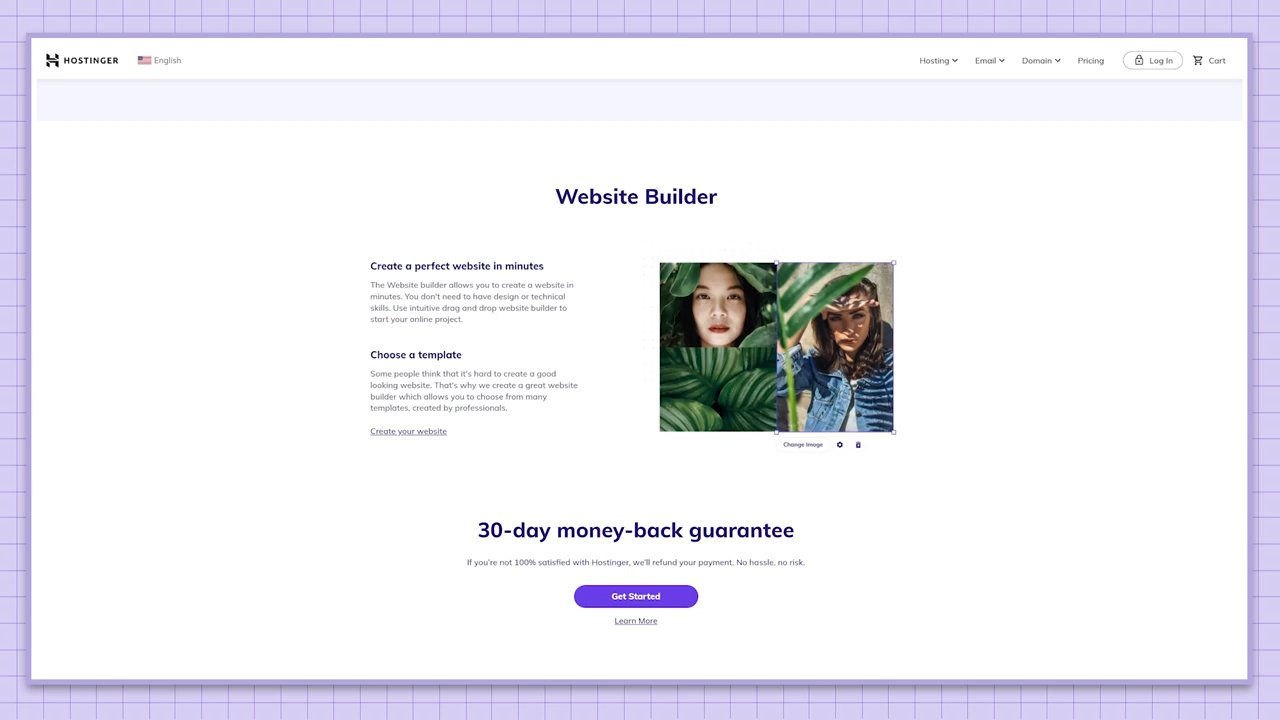 HOSTINGER
English
Hosting
Email
Domain
Pricing
Log In
Cart
Website Builder
Create a perfect website in minutes
The Website builder allows you to create a website in
minutes. You don't need to have design or technical
skills. Use intuitive drag and drop website builder to
start your online project.
Choose a template
Some people think that it's hard to create a good
looking website. That's why we create a great website
builder which allows you to choose from many
templates, created by professionals.
Create your website
Change Image
30-day money-back guarantee
If you're not 100% satisfied with Hostinger, we'll refund your payment. No hassle, no risk.
Get Started
Learn More